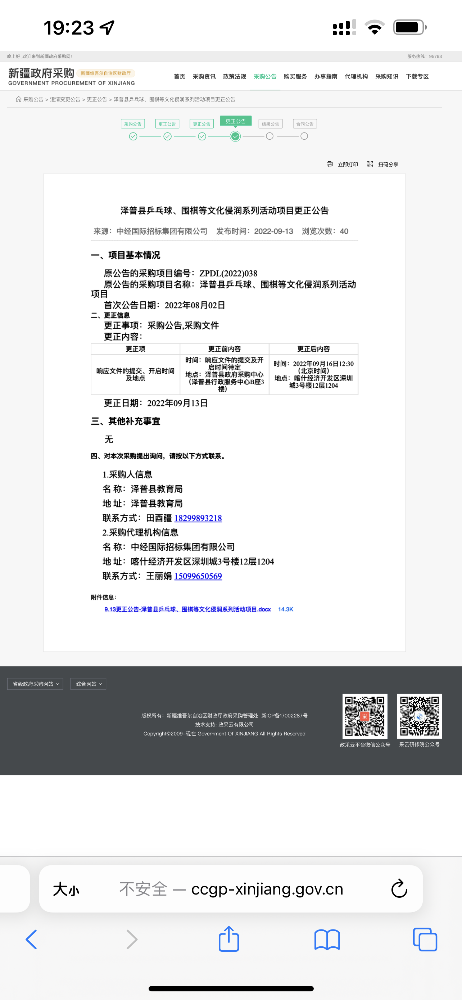 19:23
晚上好 ,欢迎来到新疆政府采购网!
服务热线：95763
新疆政府采购 新疆维吾尔自治区财政厅
GOVERNMENT PROCUREMENT OF XINJIANG
首页 采购资讯 政策法规 采购公告 购买服务 办事指南 代理机构 采购知识 下载专区
采购公告 > 澄清变更公告 > 更正公告 > 泽普县乒乓球、围棋等文化侵润系列活动项目更正公告
采购公告 更正公告 更正公告 更正公告 结果公告 合同公告
立即打印 扫码分享
泽普县乒乓球、围棋等文化侵润系列活动项目更正公告
来源：中经国际招标集团有限公司 发布时间：2022-09-13 浏览次数：40
一、项目基本情况
原公告的采购项目编号：ZPDL(2022)038
原公告的采购项目名称：泽普县乒乓球、围棋等文化侵润系列活动
项目
首次公告日期：2022年08月02日
二、更正信息
更正事项：采购公告,采购文件
更正内容：
更正项 更正前内容 更正后内容
响应文件的提交、开启时间
及地点
时间：响应文件的提交及开
启时间待定
地点：泽普县政府采购中心
（泽普县行政服务中心B座3
楼）
时间：2022年09月16日12:30
（北京时间）
地点：喀什经济开发区深圳
城3号楼12层1204
更正日期：2022年09月13日
三、其他补充事宜
无
四、对本次采购提出询问，请按以下方式联系。
1.采购人信息
名 称：泽普县教育局
地 址：泽普县教育局
联系方式：田酉疆 18299893218
2.采购代理机构信息
名 称：中经国际招标集团有限公司
地 址：喀什经济开发区深圳城3号楼12层1204
联系方式：王丽娟 15099650569
附件信息：
9.13更正公告-泽普县乒乓球、围棋等文化侵润系列活动项目.docx 14.3K
省级政府采购网站 综合网站
版权所有：新疆维吾尔自治区财政厅政府采购管理处 新ICP备17002287号
技术支持: 政采云有限公司
Copyright©2009-现在 Government Of XINJIANG All Rights Reserved
采
政采云平台微信公众号 采云研修院公众号
大小 不安全 — ccgp-xinjiang.gov.cn